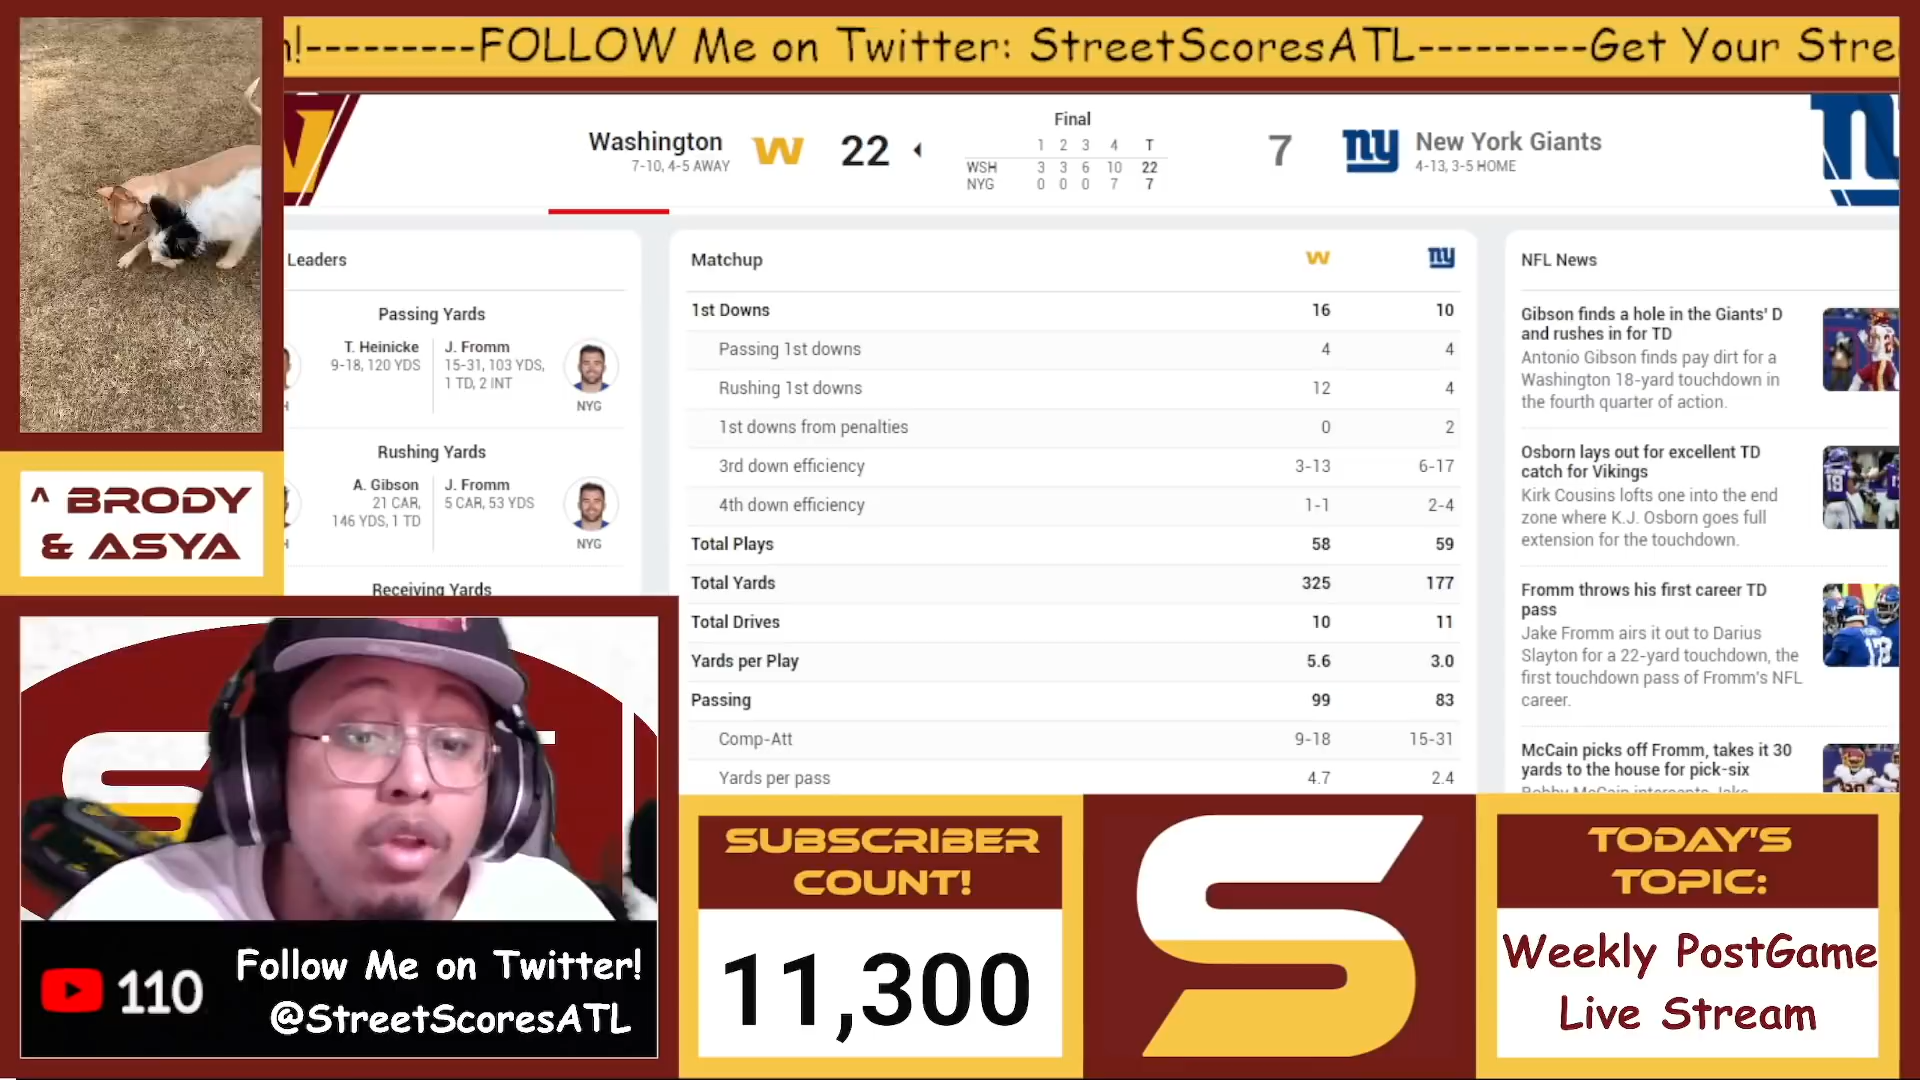 !---------FOLLOW Me on Twitter: StreetScoresATL---------Get Your Stre
^ BRODY
& ASYA
Washington
7-10, 4-5 AWAY
W
22
Final
1 2 3 4 T
WSH 3 3 6 10 22
NYG 0 0 0 7 7
7
ny
New York Giants
4-13, 3-5 HOME
Leaders
Passing Yards
T. Heinicke
9-18, 120 YDS
J. Fromm
15-31, 103 YDS,
1 TD, 2 INT
NYG
Rushing Yards
A. Gibson
21 CAR,
146 YDS, 1 TD
J. Fromm
5 CAR, 53 YDS
NYG
Receiving Yards
Matchup W ny
1st Downs 16 10
Passing 1st downs 4 4
Rushing 1st downs 12 4
1st downs from penalties 0 2
3rd down efficiency 3-13 6-17
4th down efficiency 1-1 2-4
Total Plays 58 59
Total Yards 325 177
Total Drives 10 11
Yards per Play 5.6 3.0
Passing 99 83
Comp-Att 9-18 15-31
Yards per pass 4.7 2.4
NFL News
Gibson finds a hole in the Giants' D
and rushes in for TD
Antonio Gibson finds pay dirt for a
Washington 18-yard touchdown in
the fourth quarter of action.
Osborn lays out for excellent TD
catch for Vikings
Kirk Cousins lofts one into the end
zone where K.J. Osborn goes full
extension for the touchdown.
Fromm throws his first career TD
pass
Jake Fromm airs it out to Darius
Slayton for a 22-yard touchdown, the
first touchdown pass of Fromm's NFL
career.
McCain picks off Fromm, takes it 30
yards to the house for pick-six
Bobby McCain intercepts Jake
110
Follow Me on Twitter!
@StreetScoresATL
SUBSCRIBER
COUNT!
11,300
S
TODAY'S
TOPIC:
Weekly PostGame
Live Stream